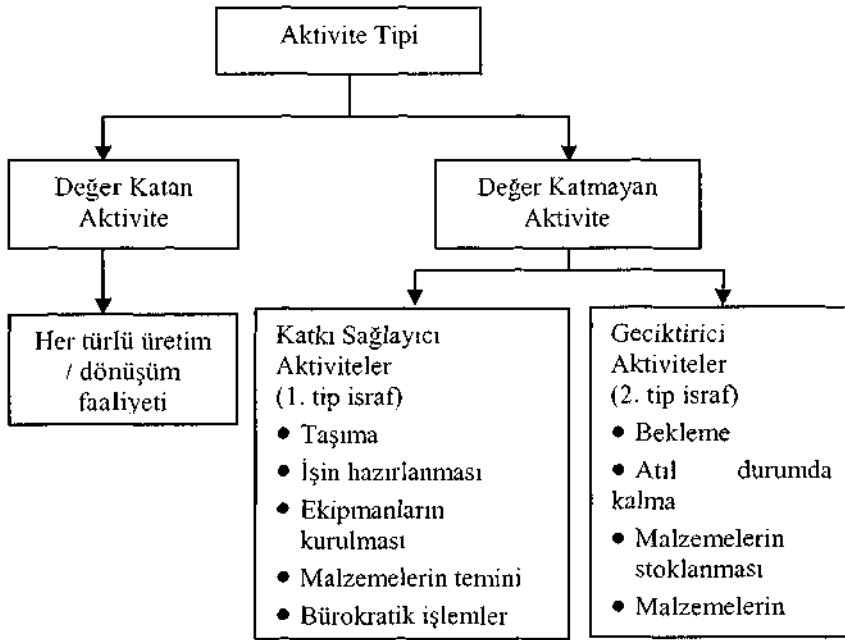 Aktivite Tipi
Değer Katan
Aktivite
Değer Katmayan
Aktivite
Her türlü üretim
/ dönüşüm
faaliyeti
Katkı Sağlayıcı
Aktiviteler
(1. tip israf)
● Taşıma
● İşin hazırlanması
● Ekipmanların
kurulması
● Malzemelerin temini
● Bürokratik işlemler
Geciktirici
Aktiviteler
(2. tip israf)
● Bekleme
● Atıl durumda
kalma
● Malzemelerin
stoklanması
● Malzemelerin